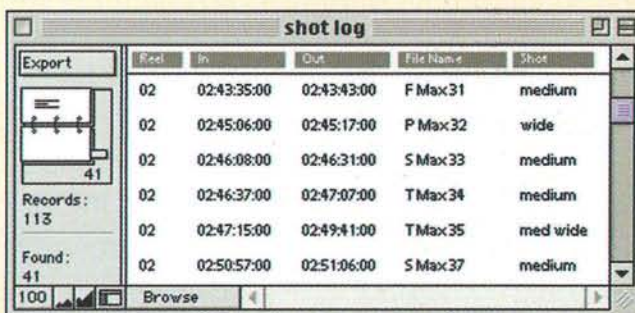 shot log
Export
41
Records:
113
Found:
41
Reel In Out File Name Shot
02 02:43:35:00 02:43:43:00 F Max31 medium
02 02:45:06:00 02:45:17:00 P Max32 wide
02 02:46:08:00 02:46:31:00 S Max33 medium
02 02:46:37:00 02:47:07:00 T Max34 medium
02 02:47:15:00 02:49:41:00 T Max35 med wide
02 02:50:57:00 02:51:06:00 S Max37 medium
100 Browse